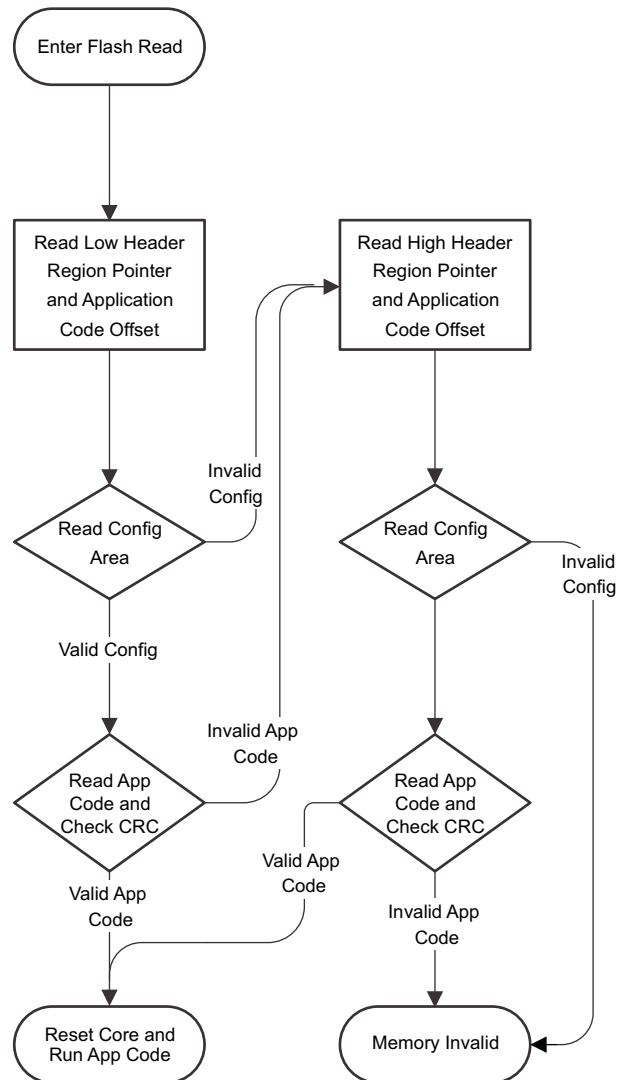 Enter Flash Read
Read Low Header
Region Pointer
and Application
Code Offset
Read High Header
Region Pointer
and Application
Code Offset
Invalid
Config
Read Config
Area
Read Config
Area
Invalid
Config
Valid Config
Invalid App
Code
Read App
Code and
Check CRC
Read App
Code and
Check CRC
Valid App
Code
Valid App
Code
Invalid App
Code
Reset Core and
Run App Code
Memory Invalid